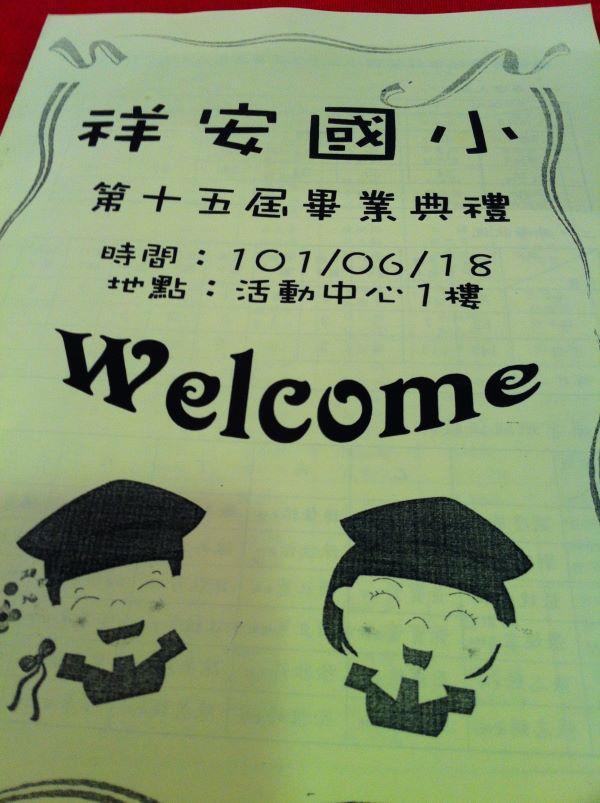 祥安國小
第十五屆畢業典禮
時間：101/06/18
地點：活動中心1樓
Welcome